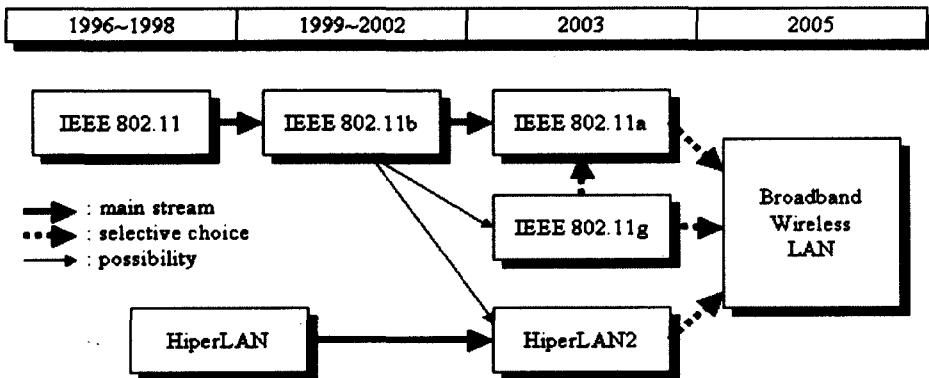 1996~1998 1999~2002 2003 2005
IEEE 802.11 IEEE 802.11b IEEE 802.11a
IEEE 802.11g
Broadband
Wireless
LAN
: main stream
: selective choice
: possibility
HiperLAN HiperLAN2